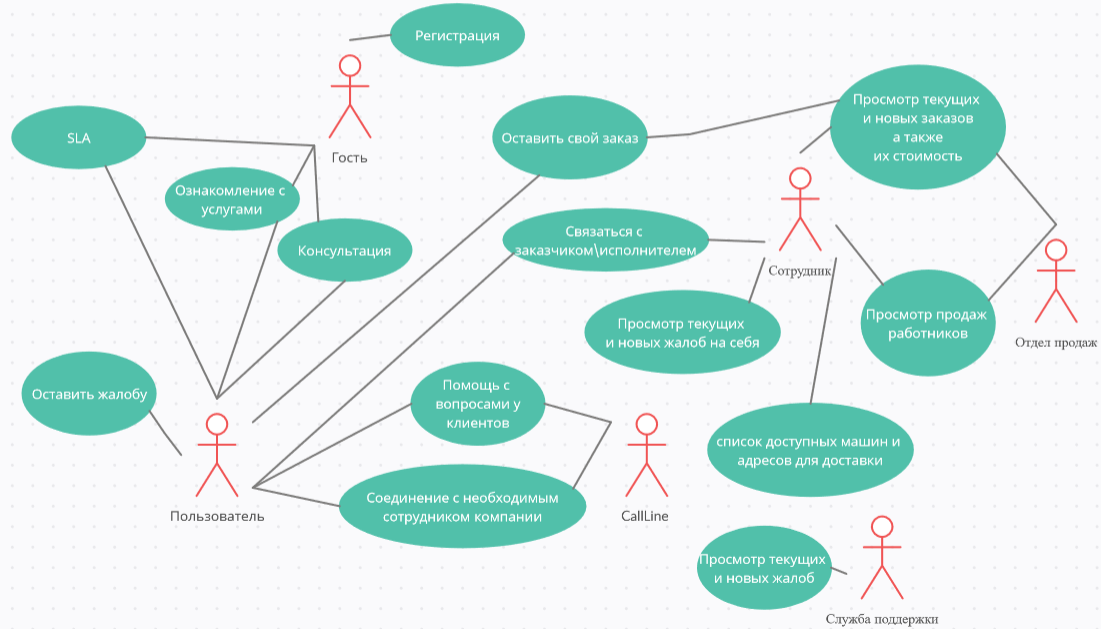 Регистрация
SLA
Гость
Ознакомление с
услугами
Консультация
Оставить свой заказ
Просмотр текущих
и новых заказов
а также
их стоимость
Связаться с
заказчиком\исполнителем
Сотрудник
Просмотр текущих
и новых жалоб на себя
Просмотр продаж
работников
Отдел продаж
Оставить жалобу
Помощь с
вопросами у
клиентов
Пользователь
Соединение с необходимым
сотрудником компании
CallLine
список доступных машин и
адресов для доставки
Просмотр текущих
и новых жалоб
Служба поддержки